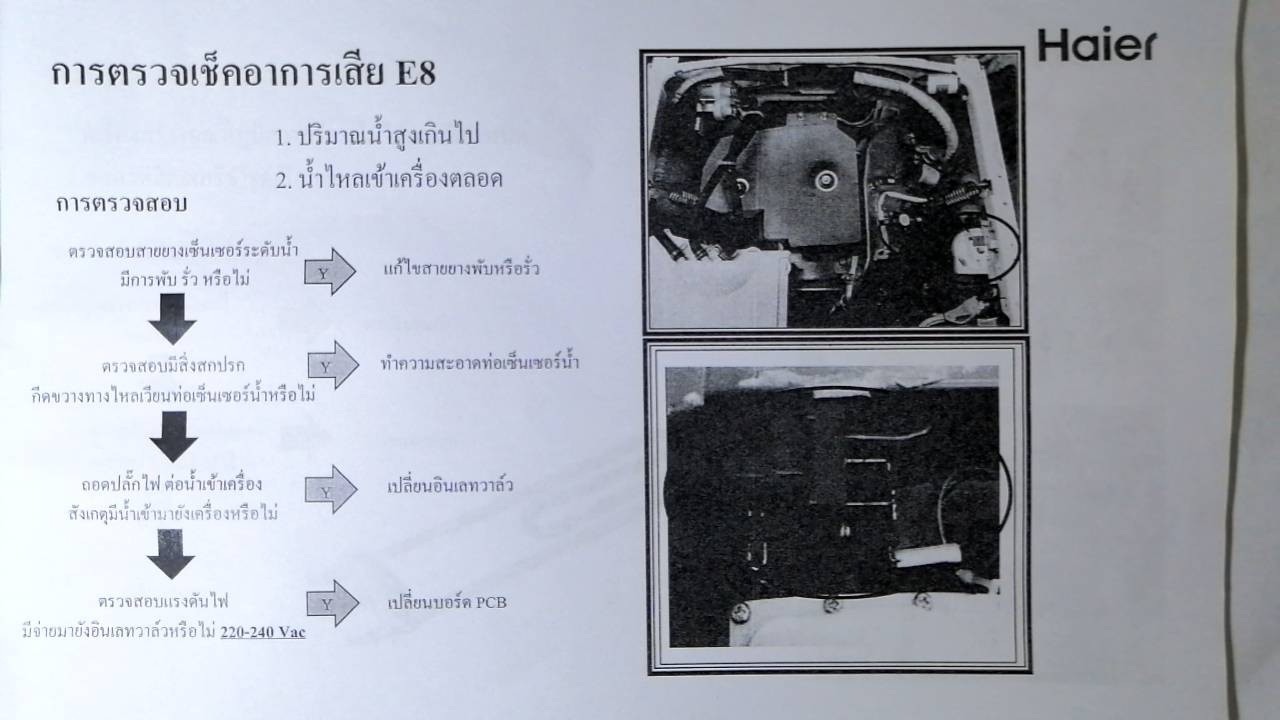 Haier
การตรวจเช็คอาการเสีย E8
1. ปริมาณน้ำสูงเกินไป
2. น้ำไหลเข้าเครื่องตลอด
การตรวจสอบ
ตรวจสอบสายยางเซ็นเซอร์ระดับน้ำ
มีการพับ รั่ว หรือไม่
Y
แก้ไขสายยางพับหรือรั่ว
ตรวจสอบมีสิ่งสกปรก
กีดขวางทางไหลเวียนท่อเซ็นเซอร์น้ำหรือไม่
Y
ทำความสะอาดท่อเซ็นเซอร์น้ำ
ถอดปลั๊กไฟ ต่อน้ำเข้าเครื่อง
สังเกตุมีน้ำเข้ามายังเครื่องหรือไม่
Y
เปลี่ยนอินเลทวาล์ว
ตรวจสอบแรงดันไฟ
มีจ่ายมายังอินเลทวาล์วหรือไม่ 220-240 Vac
Y
เปลี่ยนบอร์ด PCB